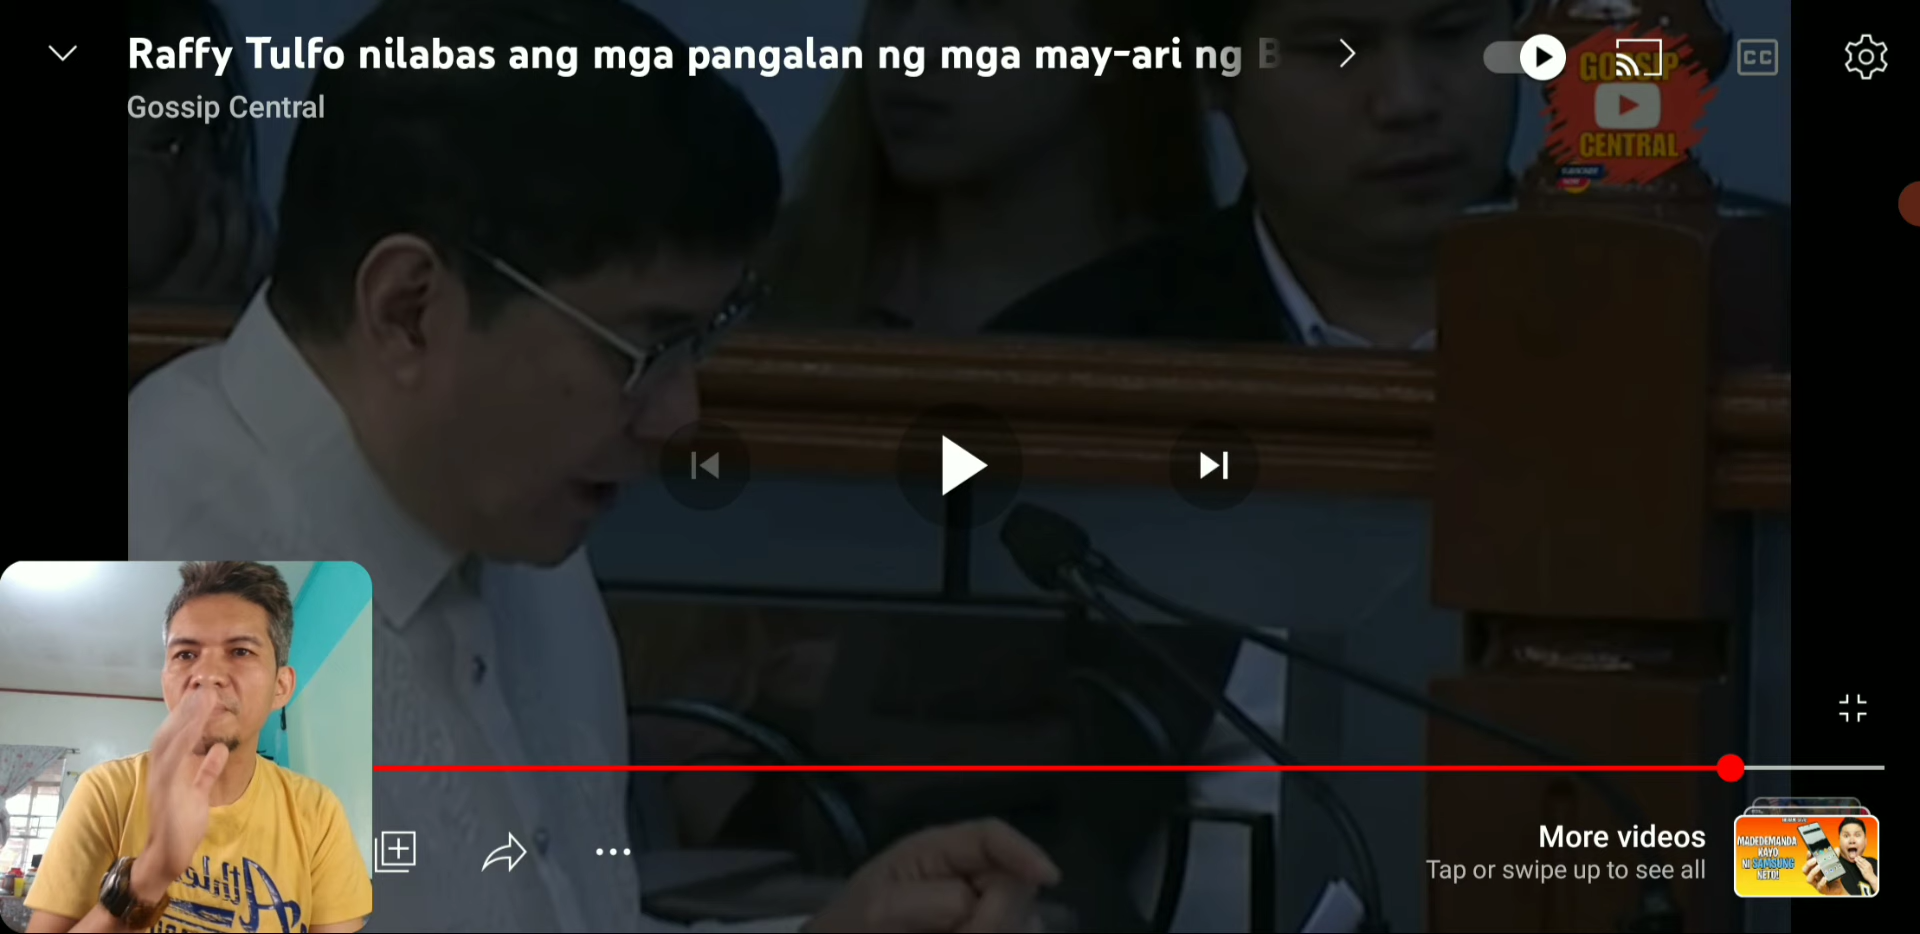 Raffy Tulfo nilabas ang mga pangalan ng mga may-ari ng B
Gossip Central
GOSSIP
CENTRAL
CC
More videos
Tap or swipe up to see all
MADEDEMANDA
KAYO
NI SAMSUNG
NETO!